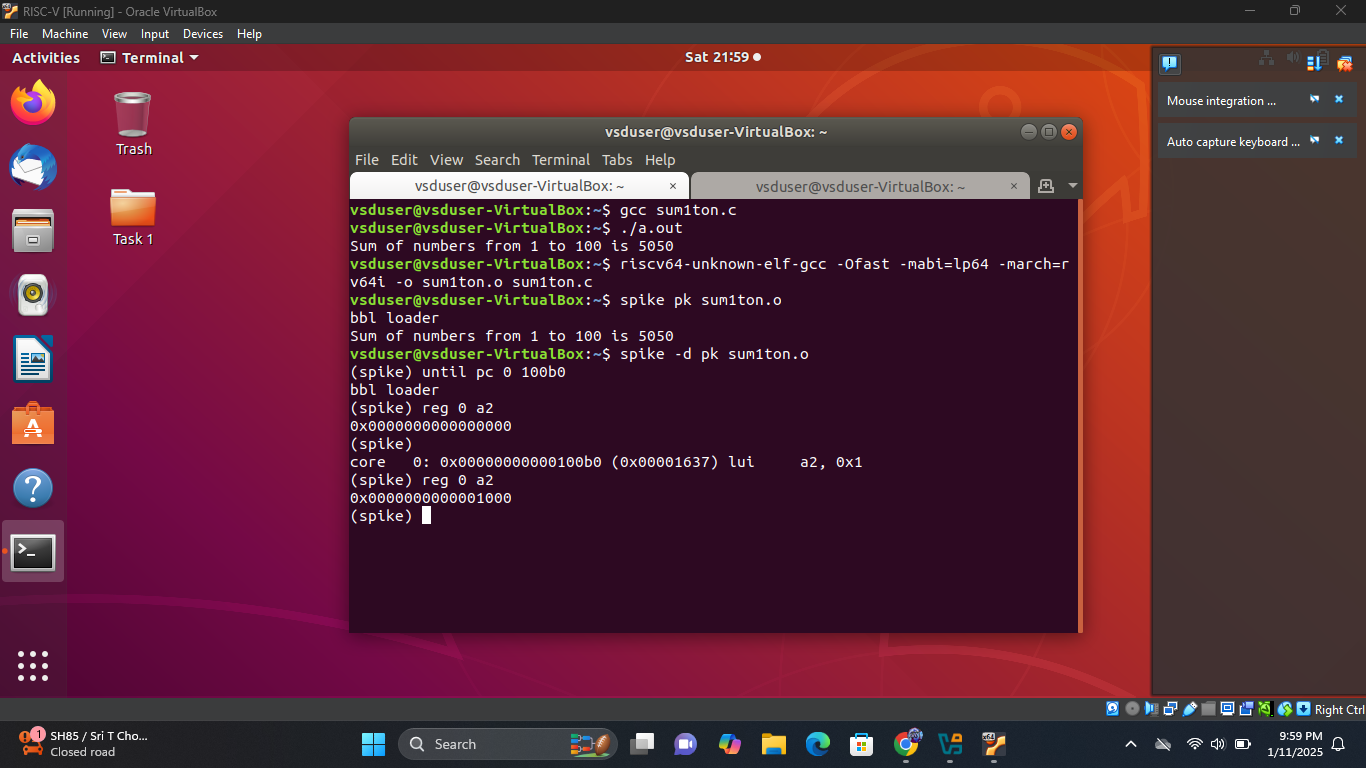 RISC-V [Running] - Oracle VirtualBox
File Machine View Input Devices Help
Activities Terminal Sat 21:59
Mouse integration ...
Auto capture keyboard ...
Trash
Task 1
vsduser@vsduser-VirtualBox: ~
File Edit View Search Terminal Tabs Help
vsduser@vsduser-VirtualBox: ~ × vsduser@vsduser-VirtualBox: ~ ×
vsduser@vsduser-VirtualBox:~$ gcc sum1ton.c
vsduser@vsduser-VirtualBox:~$ ./a.out
Sum of numbers from 1 to 100 is 5050
vsduser@vsduser-VirtualBox:~$ riscv64-unknown-elf-gcc -Ofast -mabi=lp64 -march=r
v64i -o sum1ton.o sum1ton.c
vsduser@vsduser-VirtualBox:~$ spike pk sum1ton.o
bbl loader
Sum of numbers from 1 to 100 is 5050
vsduser@vsduser-VirtualBox:~$ spike -d pk sum1ton.o
(spike) until pc 0 100b0
bbl loader
(spike) reg 0 a2
0x0000000000000000
(spike)
core   0: 0x00000000000100b0 (0x00001637) lui     a2, 0x1
(spike) reg 0 a2
0x0000000000001000
(spike)
Right Ctrl
1
SH85 / Sri T Cho...
Closed road
Search
9:59 PM
1/11/2025